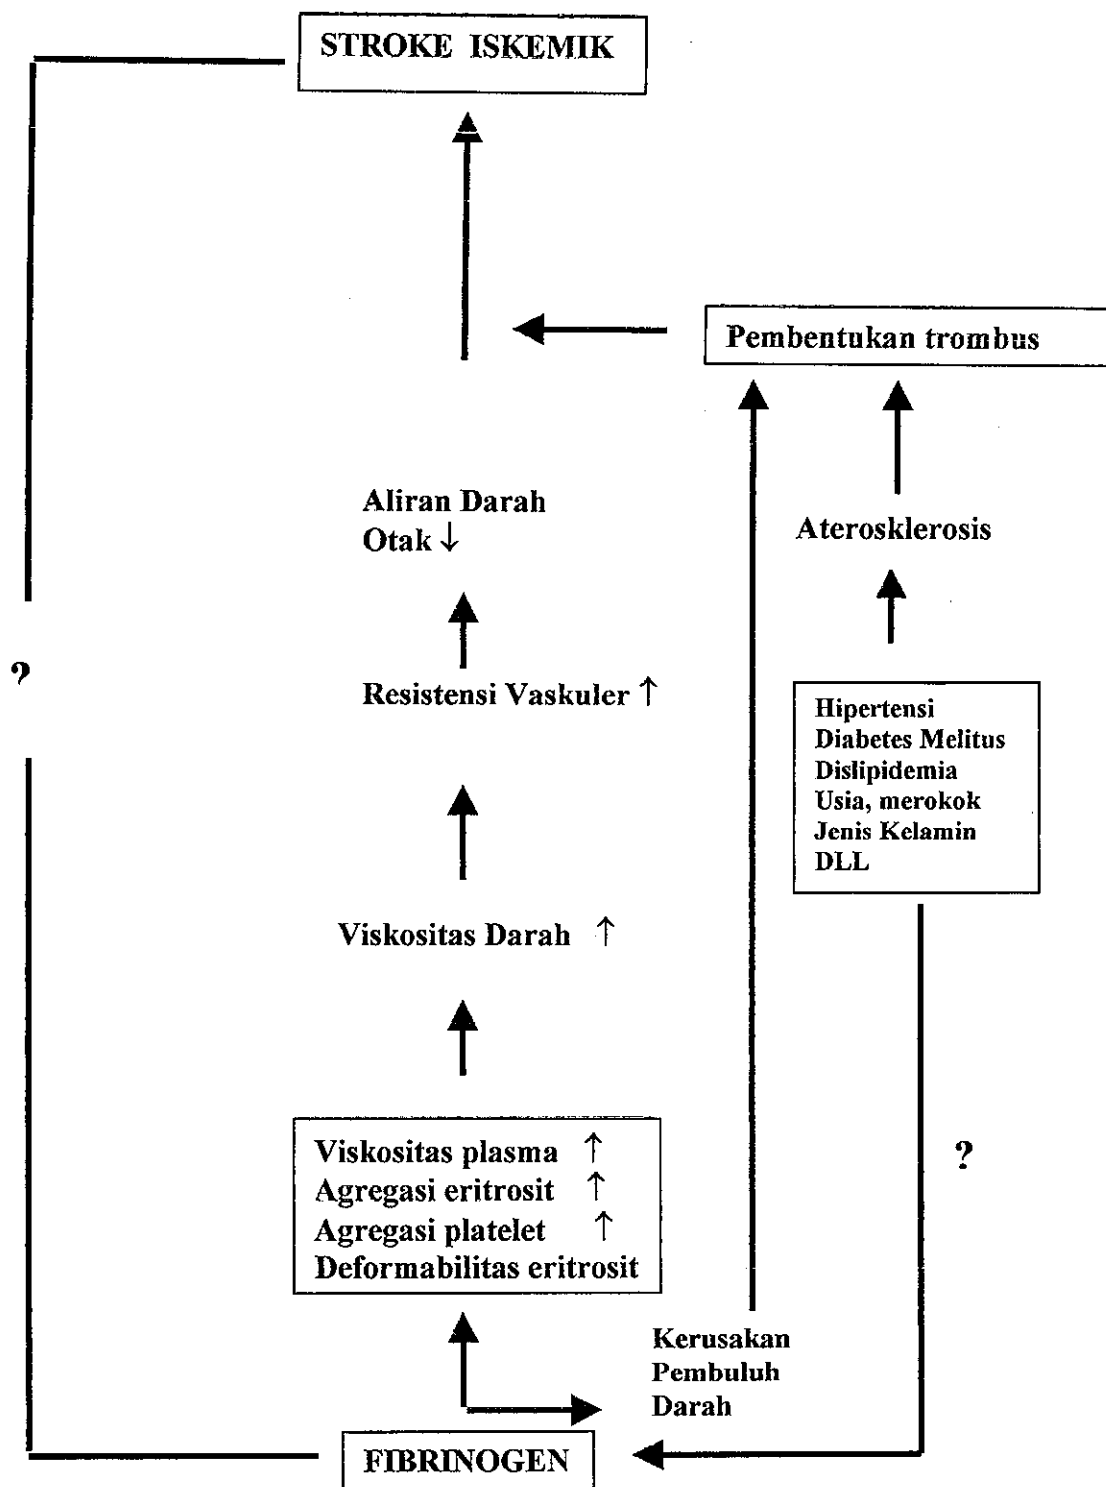 STROKE ISKEMIK
Pembentukan trombus
Aliran Darah
Otak ↓
Aterosklerosis
?
Resistensi Vaskuler ↑
Hipertensi
Diabetes Melitus
Dislipidemia
Usia, merokok
Jenis Kelamin
DLL
Viskositas Darah ↑
Viskositas plasma ↑
Agregasi eritrosit ↑
Agregasi platelet ↑
Deformabilitas eritrosit
?
Kerusakan
Pembuluh
Darah
FIBRINOGEN